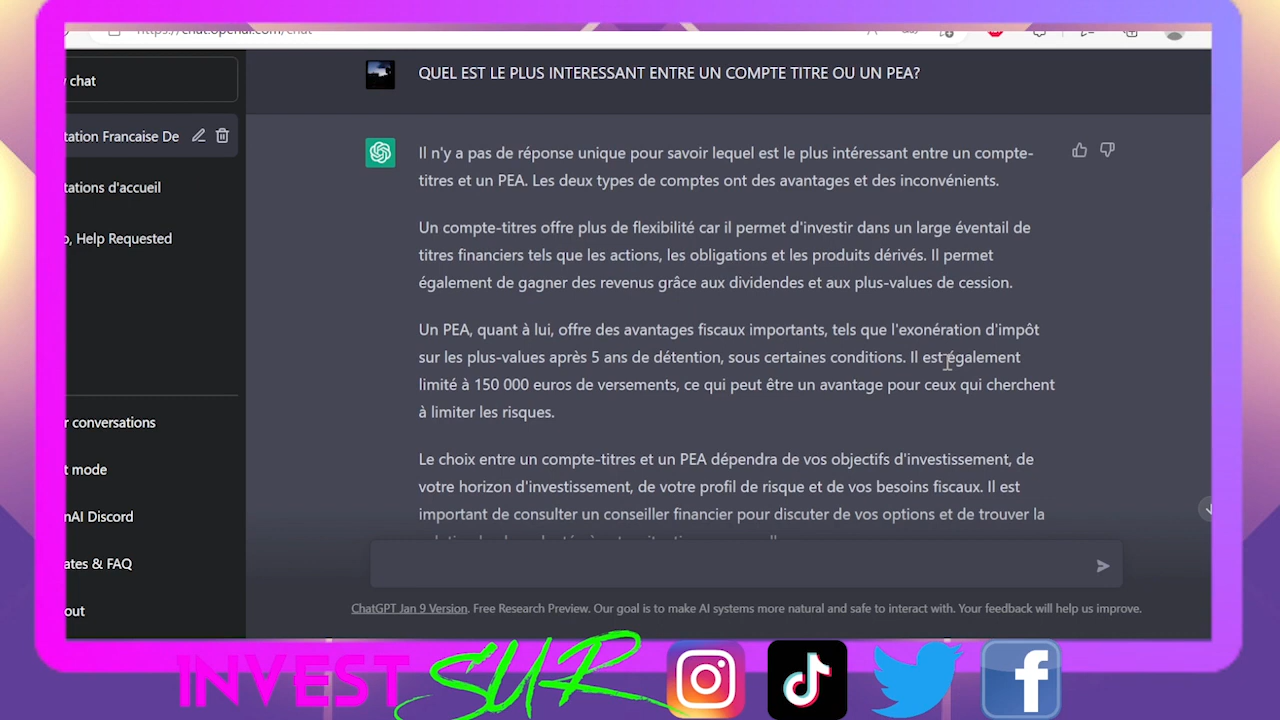 https://chat.openai.com/chat
chat
QUEL EST LE PLUS INTERESSANT ENTRE UN COMPTE TITRE OU UN PEA?
tation Francaise De
Il n'y a pas de réponse unique pour savoir lequel est le plus intéressant entre un compte-
titres et un PEA. Les deux types de comptes ont des avantages et des inconvénients.
tations d'accueil
o, Help Requested
Un compte-titres offre plus de flexibilité car il permet d'investir dans un large éventail de
titres financiers tels que les actions, les obligations et les produits dérivés. Il permet
également de gagner des revenus grâce aux dividendes et aux plus-values de cession.
Un PEA, quant à lui, offre des avantages fiscaux importants, tels que l'exonération d'impôt
sur les plus-values après 5 ans de détention, sous certaines conditions. Il est également
limité à 150 000 euros de versements, ce qui peut être un avantage pour ceux qui cherchent
à limiter les risques.
r conversations
t mode
nAI Discord
ates & FAQ
out
Le choix entre un compte-titres et un PEA dépendra de vos objectifs d'investissement, de
votre horizon d'investissement, de votre profil de risque et de vos besoins fiscaux. Il est
important de consulter un conseiller financier pour discuter de vos options et de trouver la
ChatGPT Jan 9 Version. Free Research Preview. Our goal is to make AI systems more natural and safe to interact with. Your feedback will help us improve.
INVEST SUR